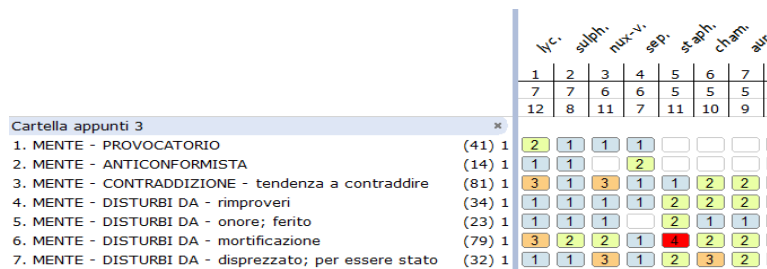 lyc. sulph. nux-v. sep. staph. cham. aur
1 2 3 4 5 6 7
7 7 6 6 5 5 5
12 8 11 7 11 10 9
Cartella appunti 3 ×
1. MENTE - PROVOCATORIO (41) 1 2 1 1 1
2. MENTE - ANTICONFORMISTA (14) 1 1 1 2
3. MENTE - CONTRADDIZIONE - tendenza a contraddire (81) 1 3 1 3 1 1 2 2
4. MENTE - DISTURBI DA - rimproveri (34) 1 1 1 1 1 2 2 2
5. MENTE - DISTURBI DA - onore; ferito (23) 1 1 1 1 2 1 1
6. MENTE - DISTURBI DA - mortificazione (79) 1 3 2 2 1 4 2 2
7. MENTE - DISTURBI DA - disprezzato; per essere stato (32) 1 1 1 3 1 2 3 2